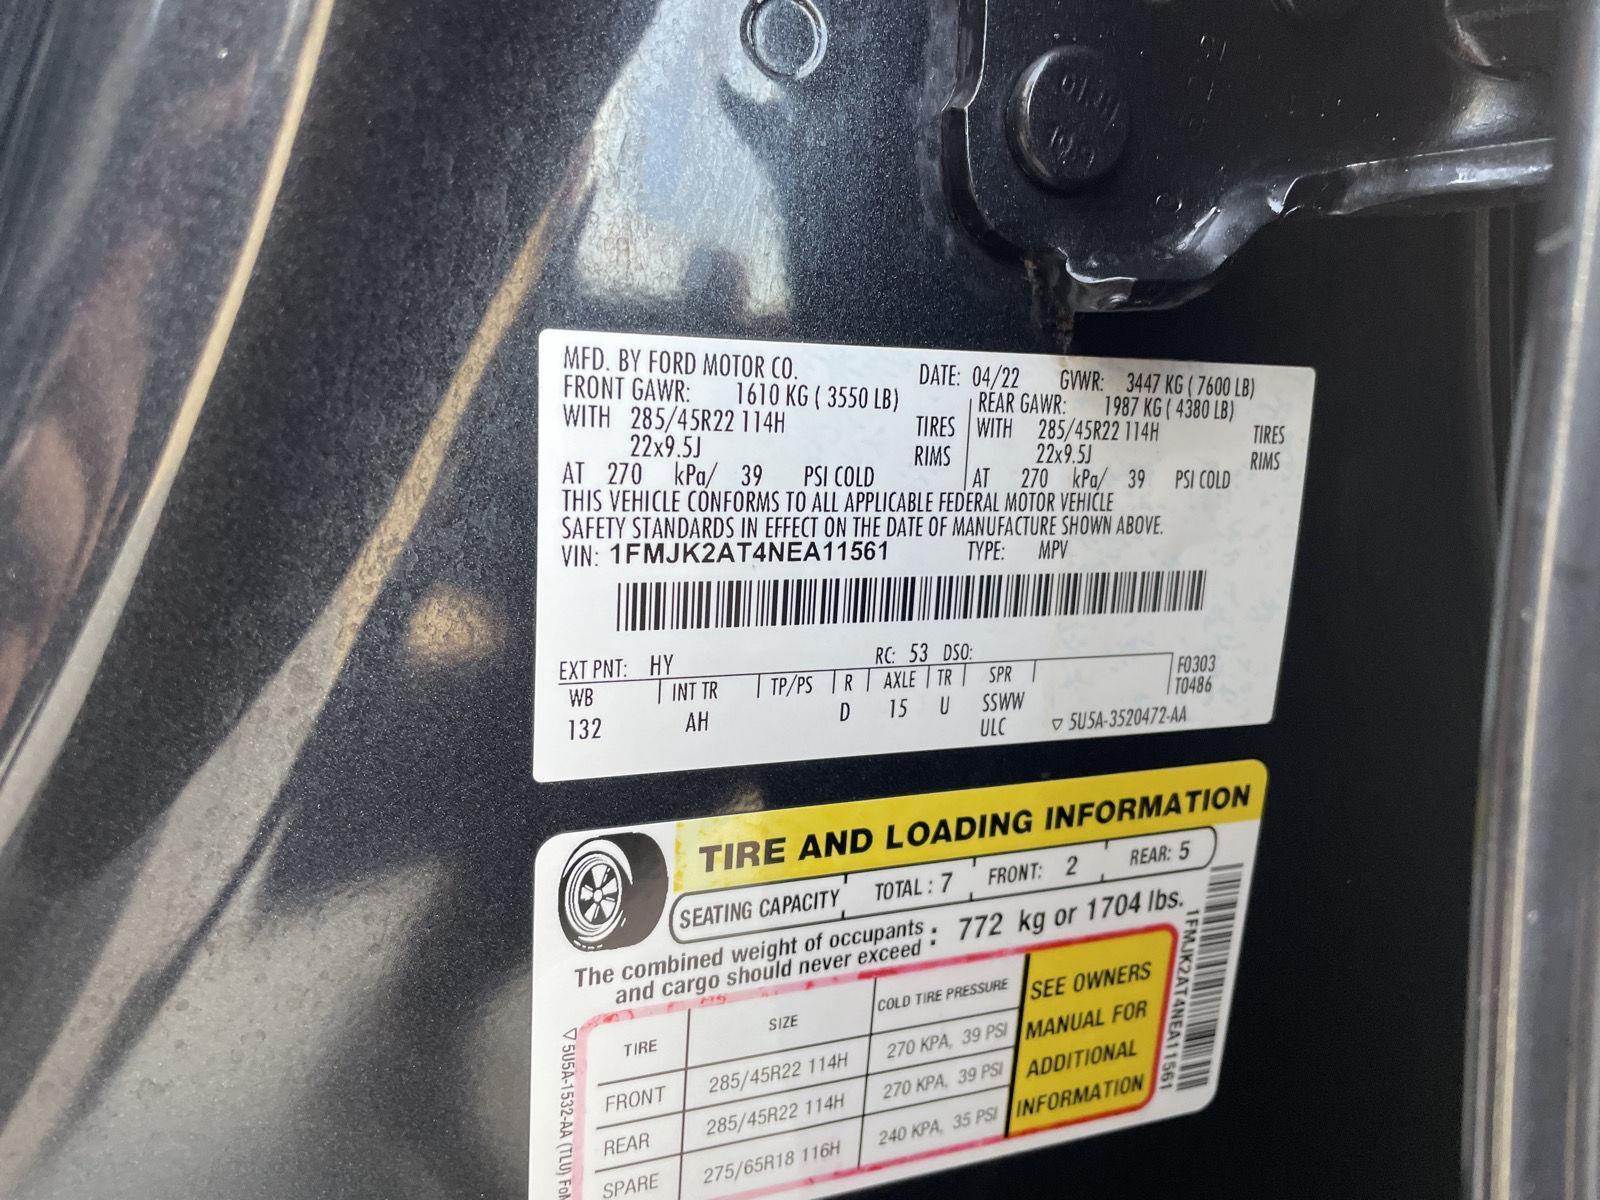 MFD. BY FORD MOTOR CO.
DATE: 04/22 GVWR: 3447 KG ( 7600 LB)
FRONT GAWR: 1610 KG ( 3550 LB)
WITH 285/45R22 114H TIRES
22x9.5J RIMS
AT 270 kPa/ 39 PSI COLD
REAR GAWR: 1987 KG ( 4380 LB)
WITH 285/45R22 114H TIRES
22x9.5J RIMS
AT 270 kPa/ 39 PSI COLD
THIS VEHICLE CONFORMS TO ALL APPLICABLE FEDERAL MOTOR VEHICLE
SAFETY STANDARDS IN EFFECT ON THE DATE OF MANUFACTURE SHOWN ABOVE.
VIN: 1FMJK2AT4NEA11561 TYPE: MPV
EXT PNT: HY RC: 53 DSO:
WB INT TR TP/PS R AXLE TR SPR F0303
132 AH D 15 U SSWW T0486
ULC ▽ 5U5A-3520472-AA
TIRE AND LOADING INFORMATION
SEATING CAPACITY TOTAL : 7 FRONT: 2 REAR: 5
The combined weight of occupants
and cargo should never exceed : 772 kg or 1704 lbs.
TIRE SIZE COLD TIRE PRESSURE
FRONT 285/45R22 114H 270 KPA, 39 PSI
REAR 285/45R22 114H 270 KPA, 39 PSI
SPARE 275/65R18 116H 240 KPA, 35 PSI
SEE OWNERS
MANUAL FOR
ADDITIONAL
INFORMATION
1FMJK2AT4NEA11561
▽ 5U5A-1532-AA (TLU)